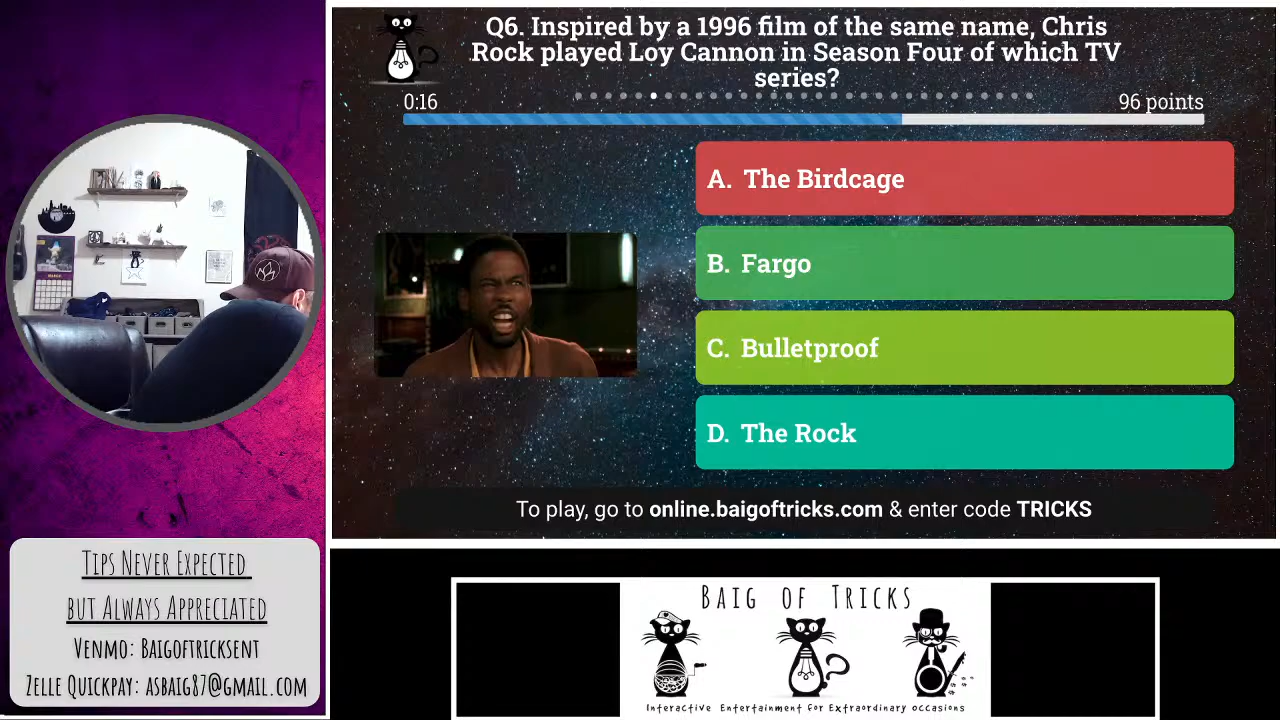 Q6. Inspired by a 1996 film of the same name, Chris
Rock played Loy Cannon in Season Four of which TV
series?
0:16
96 points
A. The Birdcage
B. Fargo
C. Bulletproof
D. The Rock
To play, go to online.baigoftricks.com & enter code TRICKS
Tips Never Expected
but Always Appreciated
Venmo: Baigoftricksent
Zelle Quickpay: asbaig87@gmail.com
Baig of Tricks
Interactive Entertainment for Extraordinary occasions